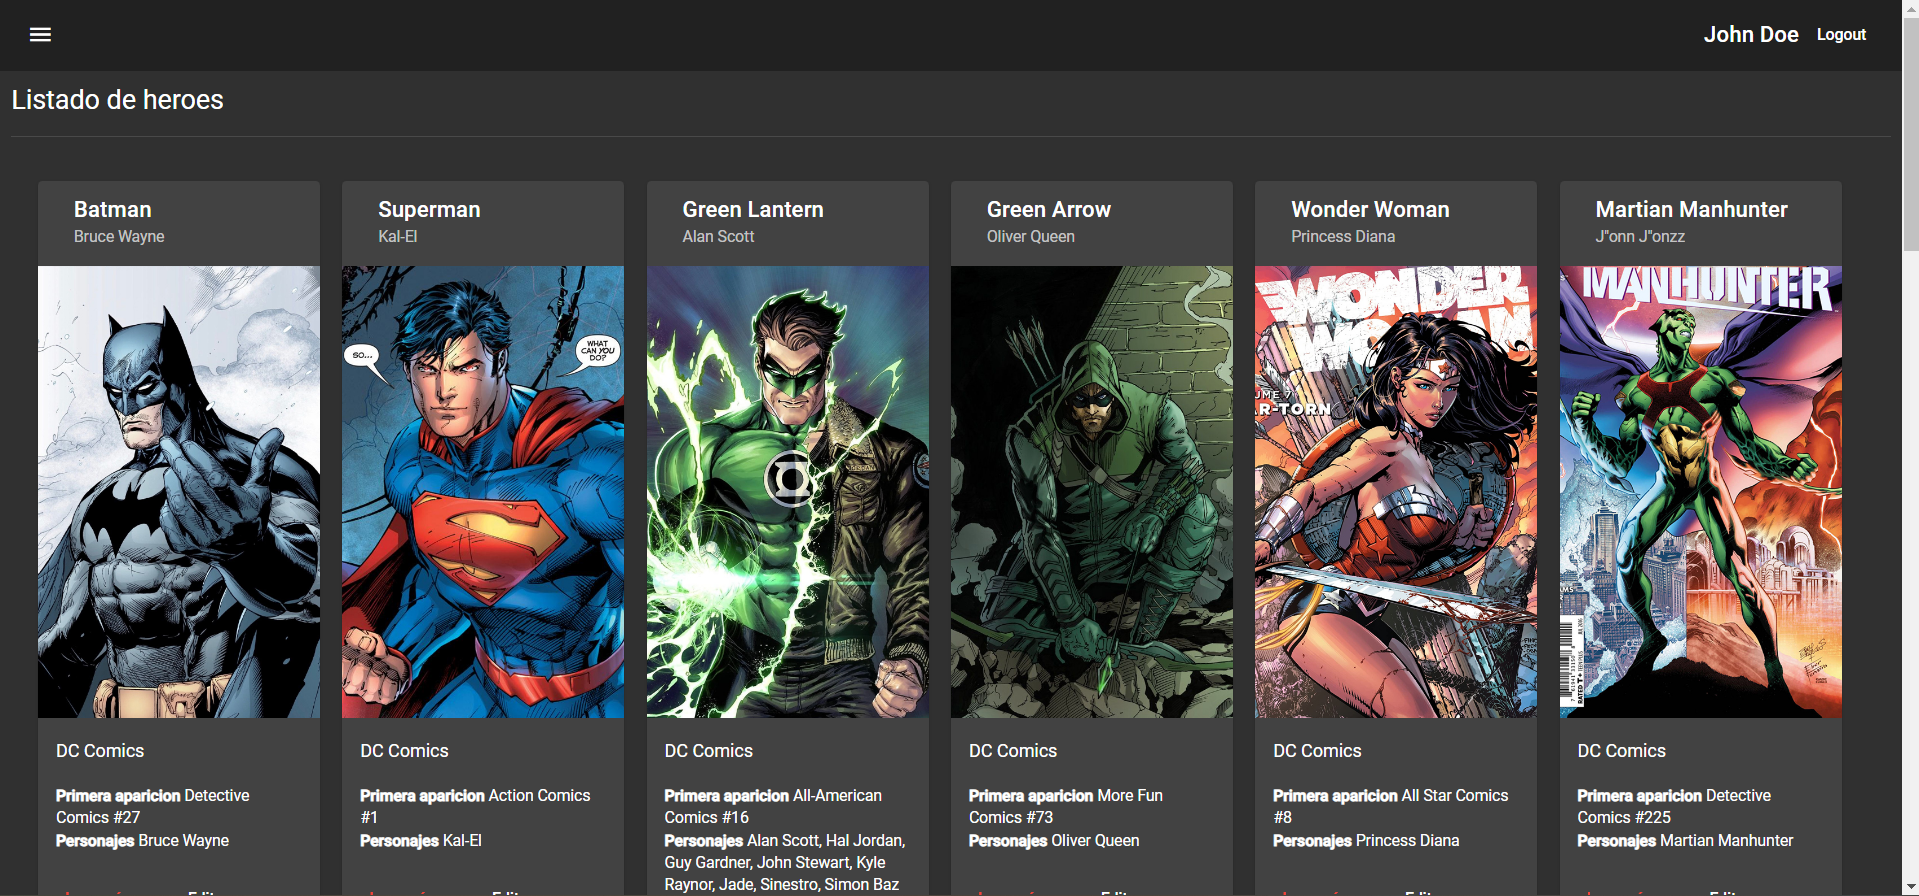 John Doe
Logout
Listado de heroes
Batman
Bruce Wayne
Superman
Kal-El
Green Lantern
Alan Scott
Green Arrow
Oliver Queen
Wonder Woman
Princess Diana
Martian Manhunter
J"onn J"onzz
SO...
WHAT
CAN YOU
DO?
WONDER
WOMAN
UME 7
AR-TORN
MANHUNTER
RATED T+
DC Comics
Primera aparicion Detective
Comics #27
Personajes Bruce Wayne
DC Comics
Primera aparicion Action Comics
#1
Personajes Kal-El
DC Comics
Primera aparicion All-American
Comics #16
Personajes Alan Scott, Hal Jordan,
Guy Gardner, John Stewart, Kyle
Raynor, Jade, Sinestro, Simon Baz
DC Comics
Primera aparicion More Fun
Comics #73
Personajes Oliver Queen
DC Comics
Primera aparicion All Star Comics
#8
Personajes Princess Diana
DC Comics
Primera aparicion Detective
Comics #225
Personajes Martian Manhunter